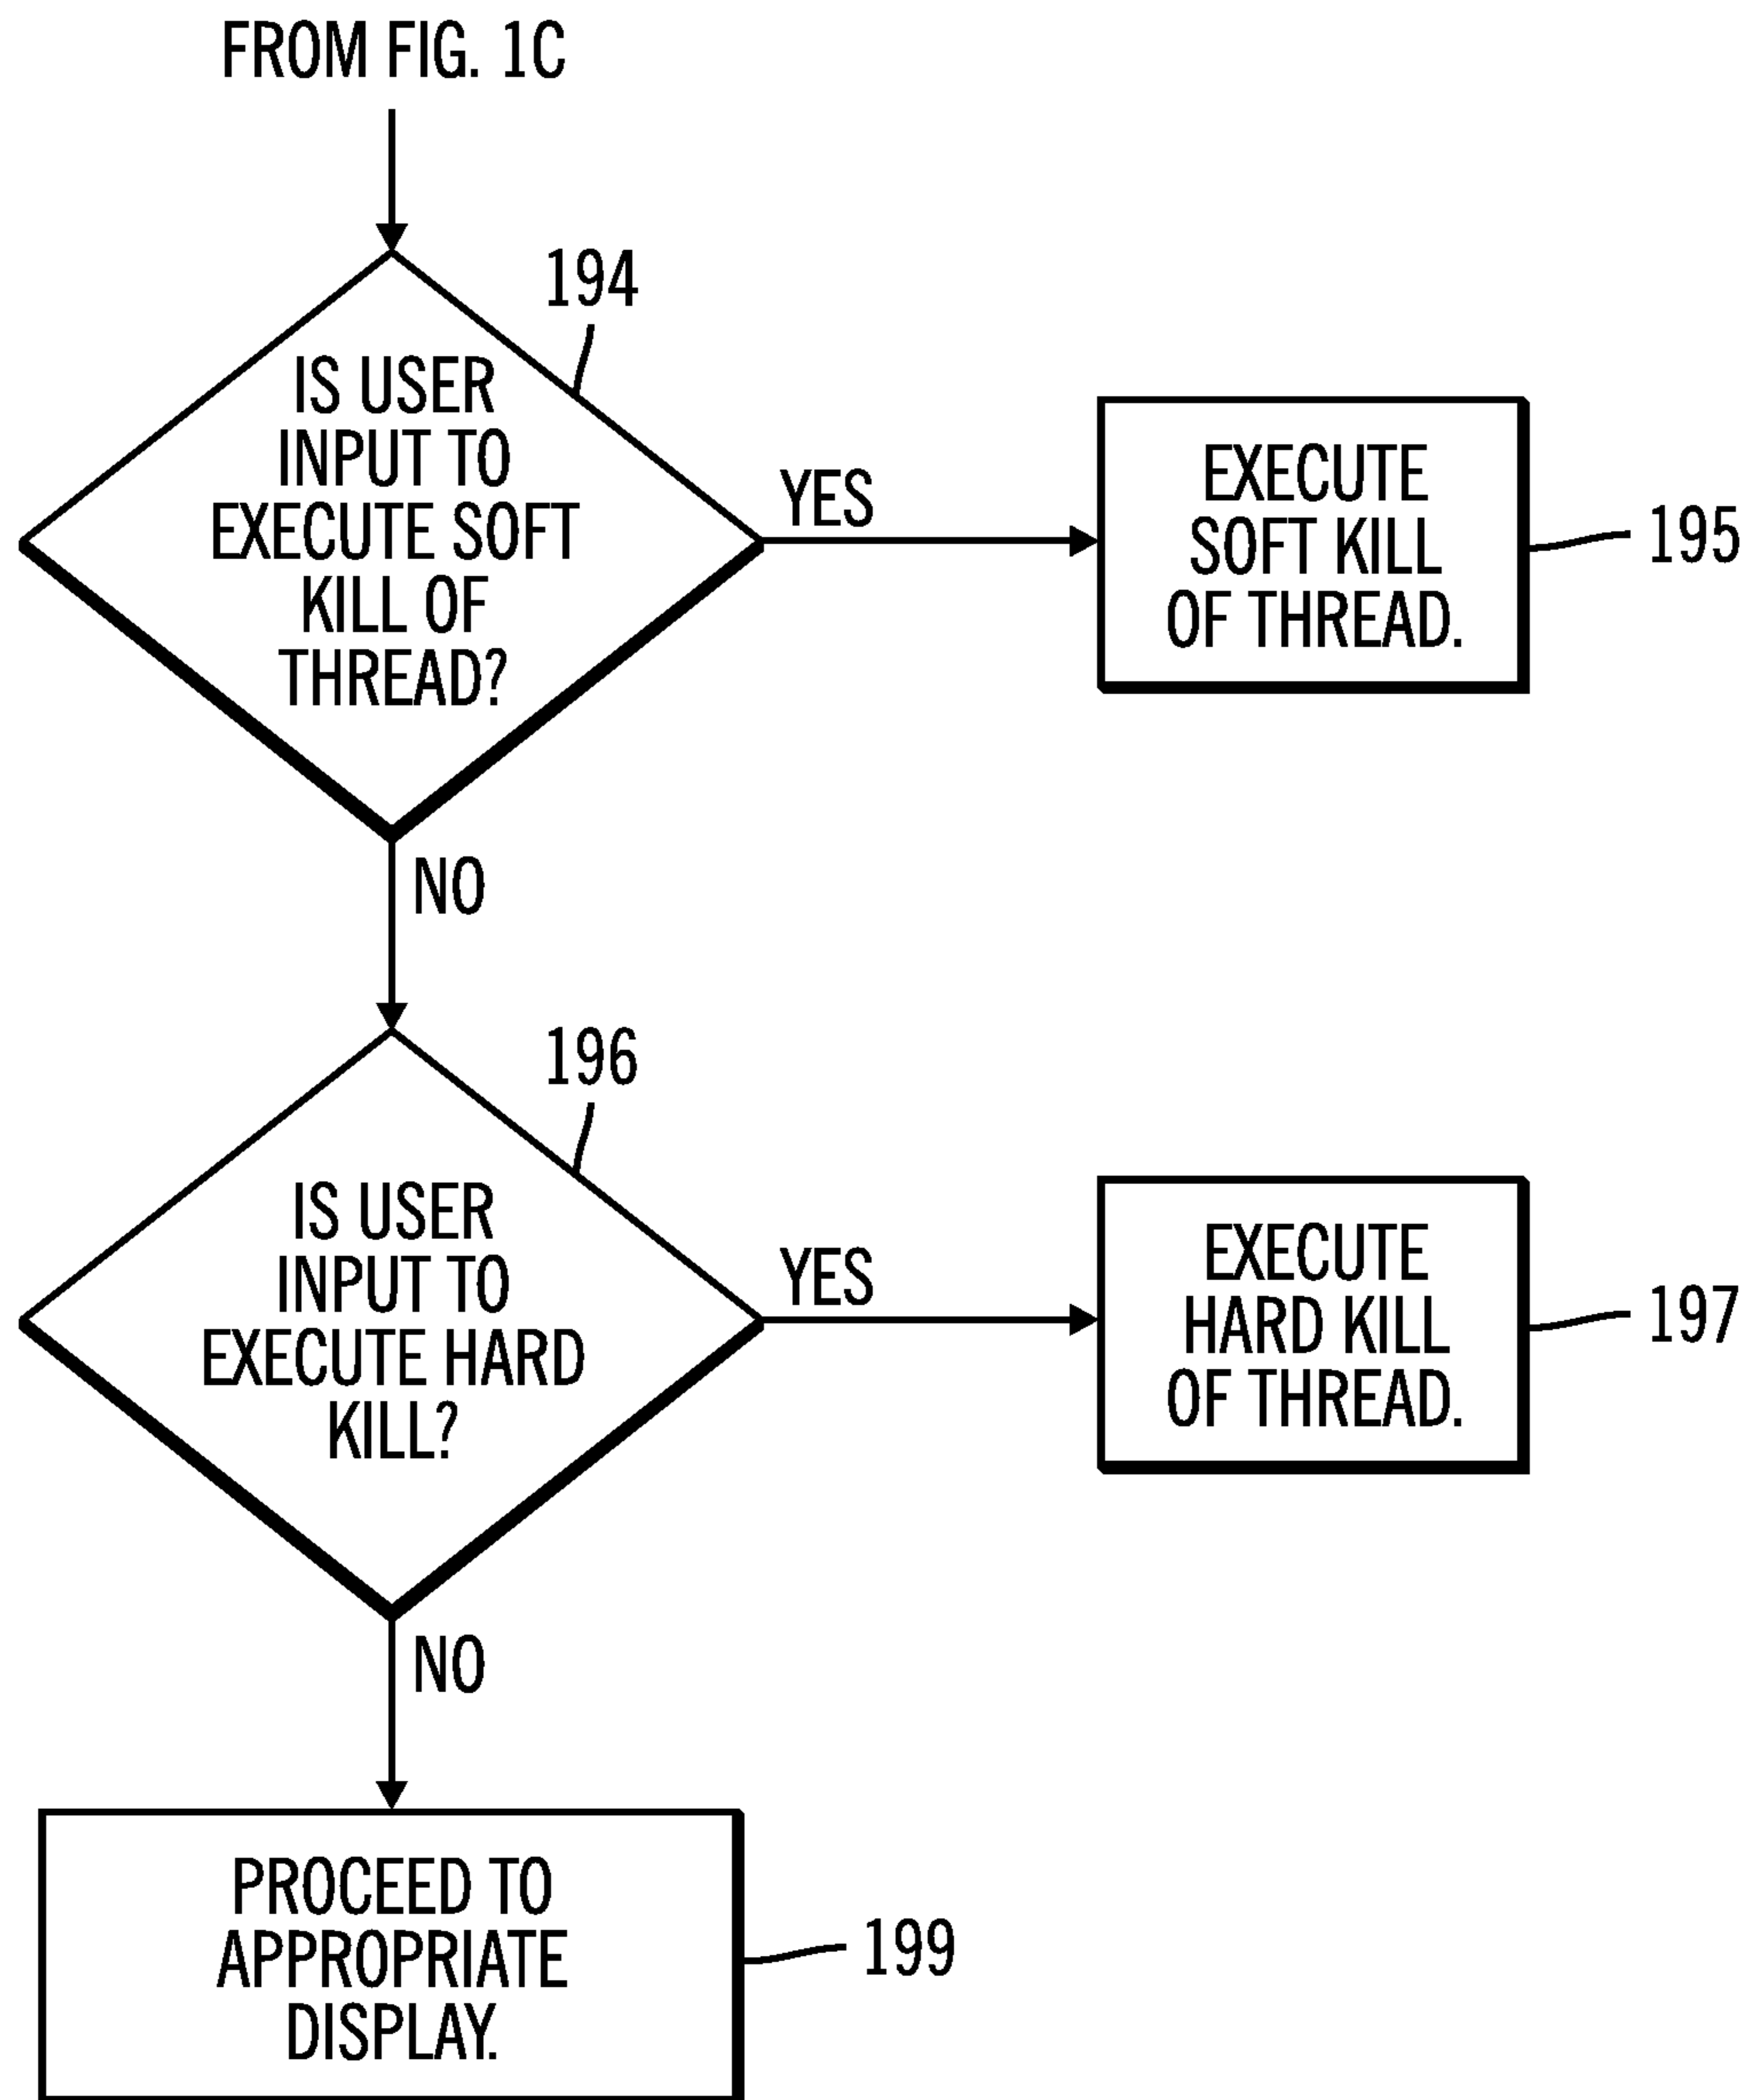 FROM FIG. 1C
194
IS USER
INPUT TO
EXECUTE SOFT
KILL OF
THREAD?
YES
EXECUTE
SOFT KILL
OF THREAD.
195
NO
196
IS USER
INPUT TO
EXECUTE HARD
KILL?
YES
EXECUTE
HARD KILL
OF THREAD.
197
NO
PROCEED TO
APPROPRIATE
DISPLAY.
199